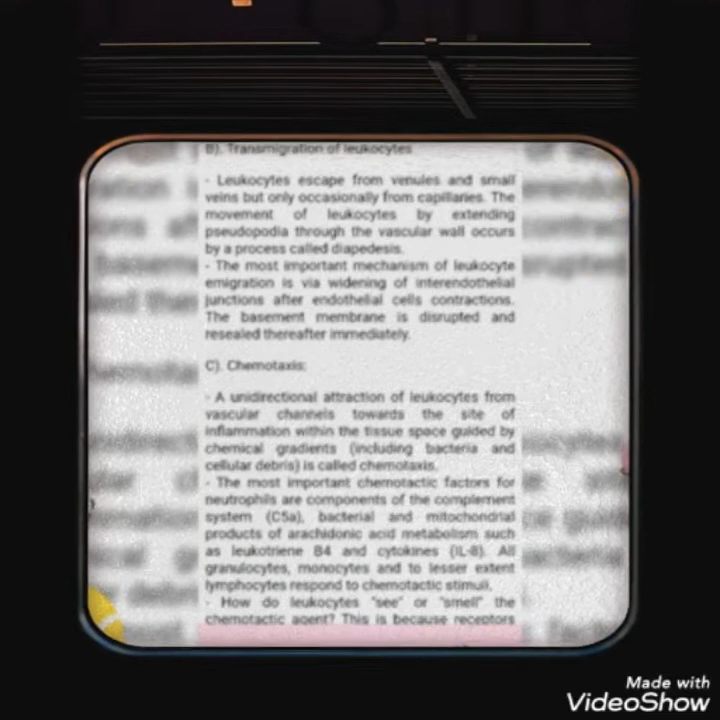 B). Transmigration of leukocytes
- Leukocytes escape from venules and small
veins but only occasionally from capillaries. The
movement of leukocytes by extending
pseudopodia through the vascular wall occurs
by a process called diapedesis.
- The most important mechanism of leukocyte
emigration is via widening of interendothelial
junctions after endothelial cells contractions.
The basement membrane is disrupted and
resealed thereafter immediately.
C). Chemotaxis:
- A unidirectional attraction of leukocytes from
vascular channels towards the site of
inflammation within the tissue space guided by
chemical gradients (including bacteria and
cellular debris) is called chemotaxis.
- The most important chemotactic factors for
neutrophils are components of the complement
system (C5a), bacterial and mitochondrial
products of arachidonic acid metabolism such
as leukotriene B4 and cytokines (IL-8). All
granulocytes, monocytes and to lesser extent
lymphocytes respond to chemotactic stimuli.
- How do leukocytes "see" or "smell" the
chemotactic agent? This is because receptors
Made with
VideoShow